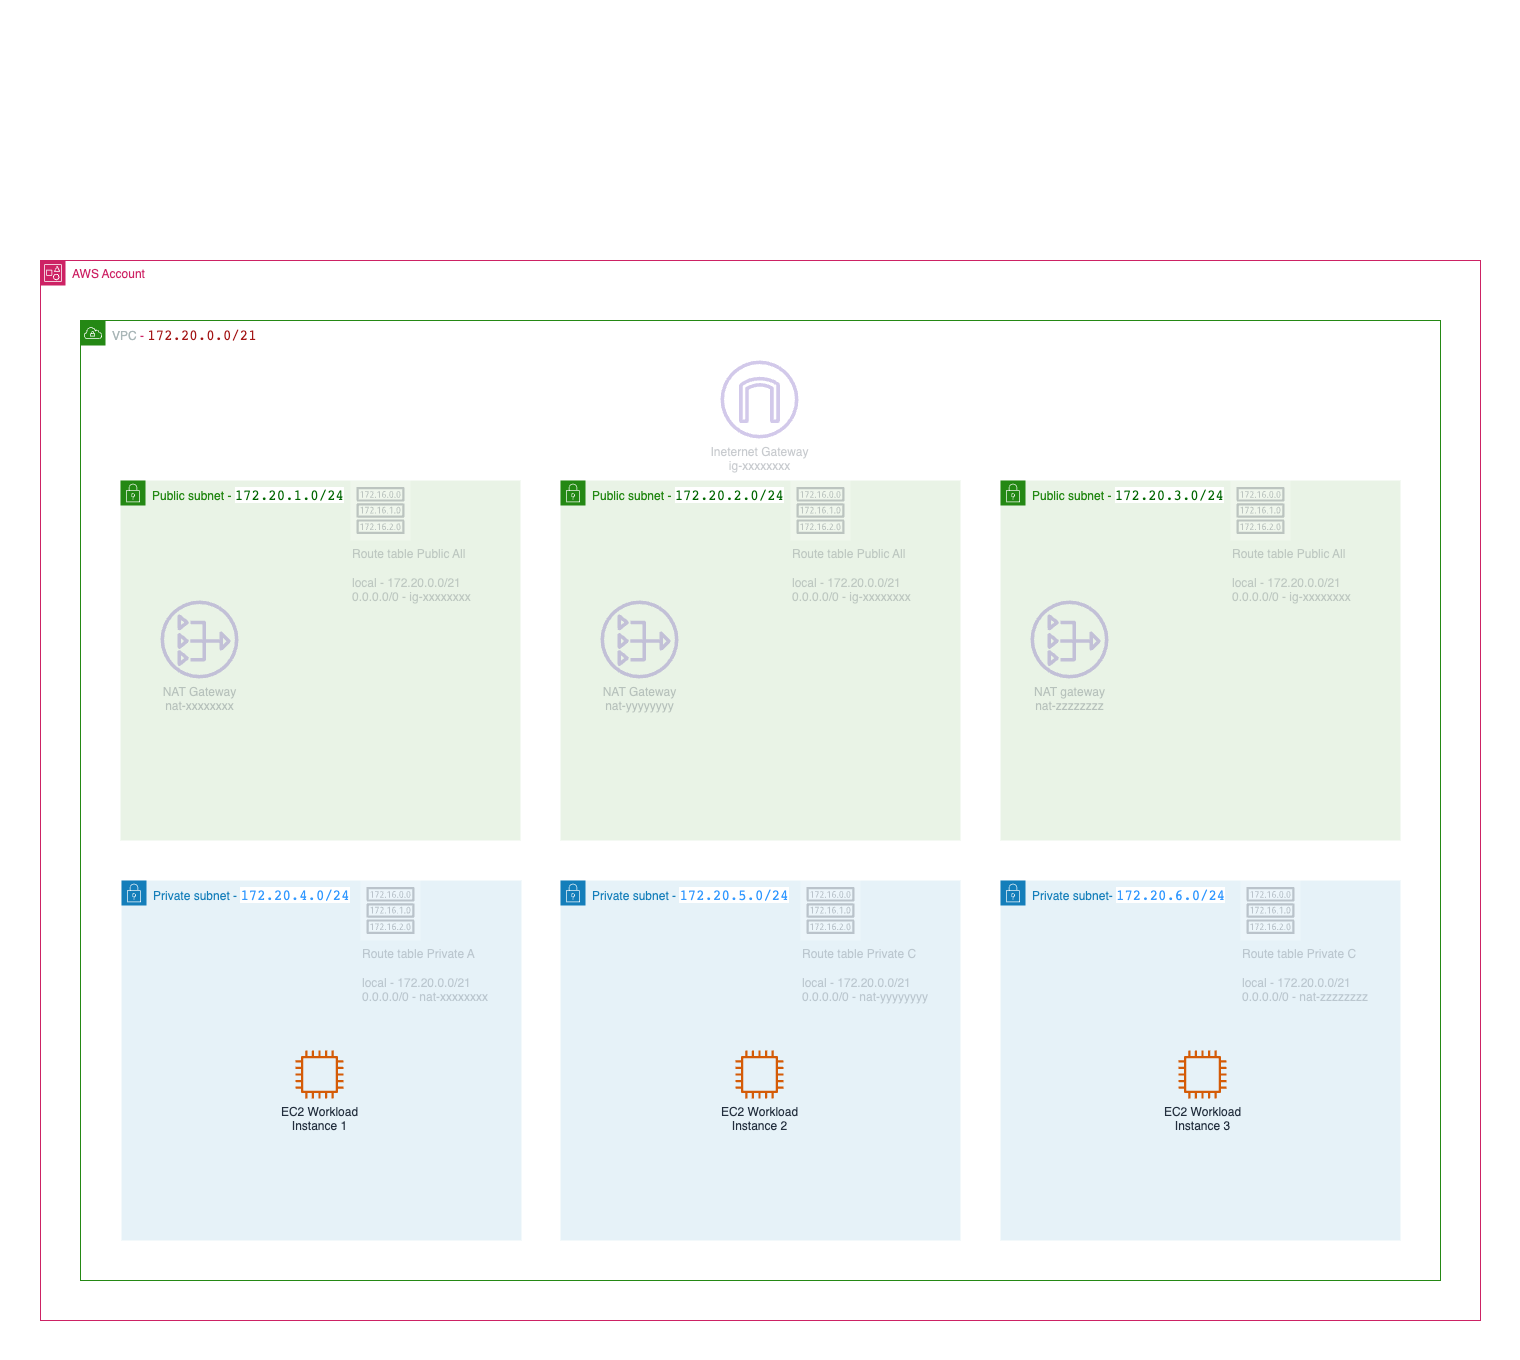 AWS Account
VPC - 172.20.0.0/21
Ineternet Gateway
ig-xxxxxxxx
Public subnet - 172.20.1.0/24
172.16.0.0
172.16.1.0
172.16.2.0
Route table Public All
local - 172.20.0.0/21
0.0.0.0/0 - ig-xxxxxxxx
NAT Gateway
nat-xxxxxxxx
Public subnet - 172.20.2.0/24
172.16.0.0
172.16.1.0
172.16.2.0
Route table Public All
local - 172.20.0.0/21
0.0.0.0/0 - ig-xxxxxxxx
NAT Gateway
nat-yyyyyyyy
Public subnet - 172.20.3.0/24
172.16.0.0
172.16.1.0
172.16.2.0
Route table Public All
local - 172.20.0.0/21
0.0.0.0/0 - ig-xxxxxxxx
NAT gateway
nat-zzzzzzzz
Private subnet - 172.20.4.0/24
172.16.0.0
172.16.1.0
172.16.2.0
Route table Private A
local - 172.20.0.0/21
0.0.0.0/0 - nat-xxxxxxxx
EC2 Workload
Instance 1
Private subnet - 172.20.5.0/24
172.16.0.0
172.16.1.0
172.16.2.0
Route table Private C
local - 172.20.0.0/21
0.0.0.0/0 - nat-yyyyyyyy
EC2 Workload
Instance 2
Private subnet- 172.20.6.0/24
172.16.0.0
172.16.1.0
172.16.2.0
Route table Private C
local - 172.20.0.0/21
0.0.0.0/0 - nat-zzzzzzzz
EC2 Workload
Instance 3